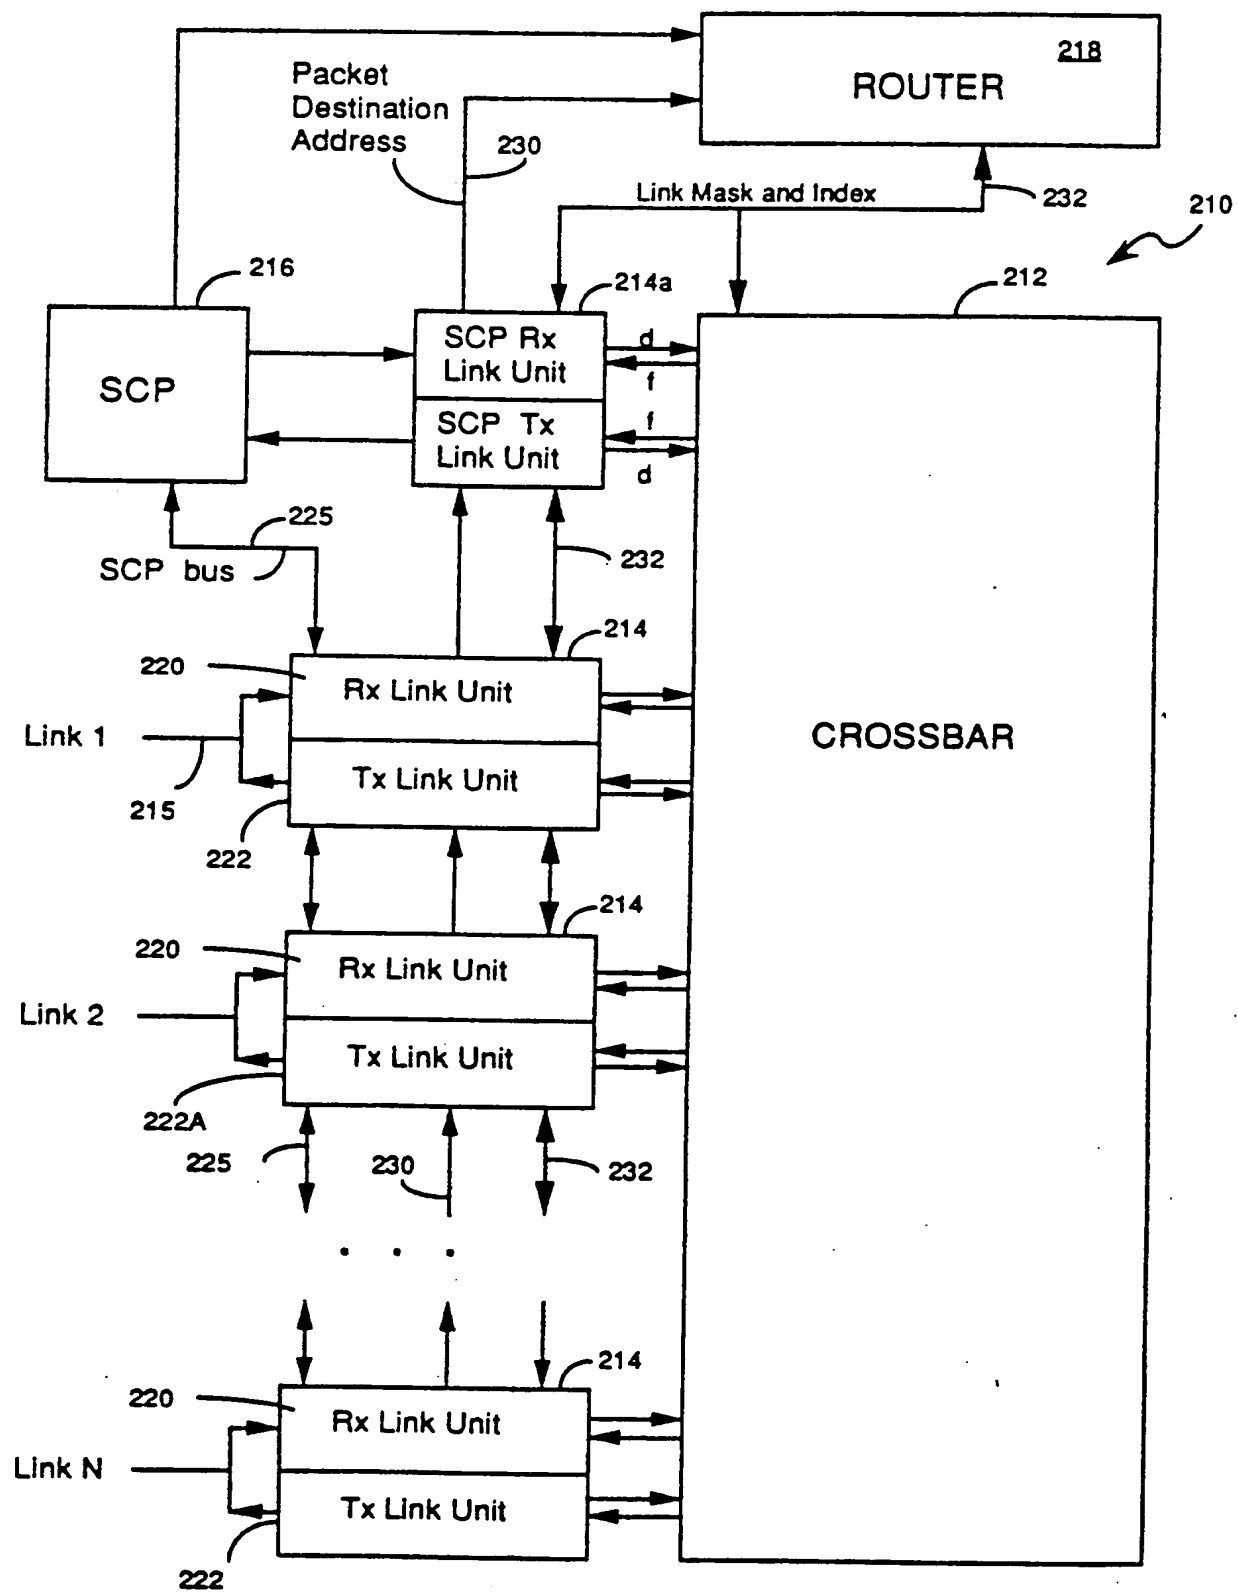 218
ROUTER
Packet
Destination
Address
230
Link Mask and Index
232
210
216
214a
212
SCP
SCP Rx
Link Unit
d
f
SCP Tx
Link Unit
f
d
225
SCP bus
232
214
220
Rx Link Unit
Link 1
CROSSBAR
Tx Link Unit
215
222
214
220
Rx Link Unit
Link 2
Tx Link Unit
222A
225
230
232
. . .
214
220
Rx Link Unit
Link N
Tx Link Unit
222